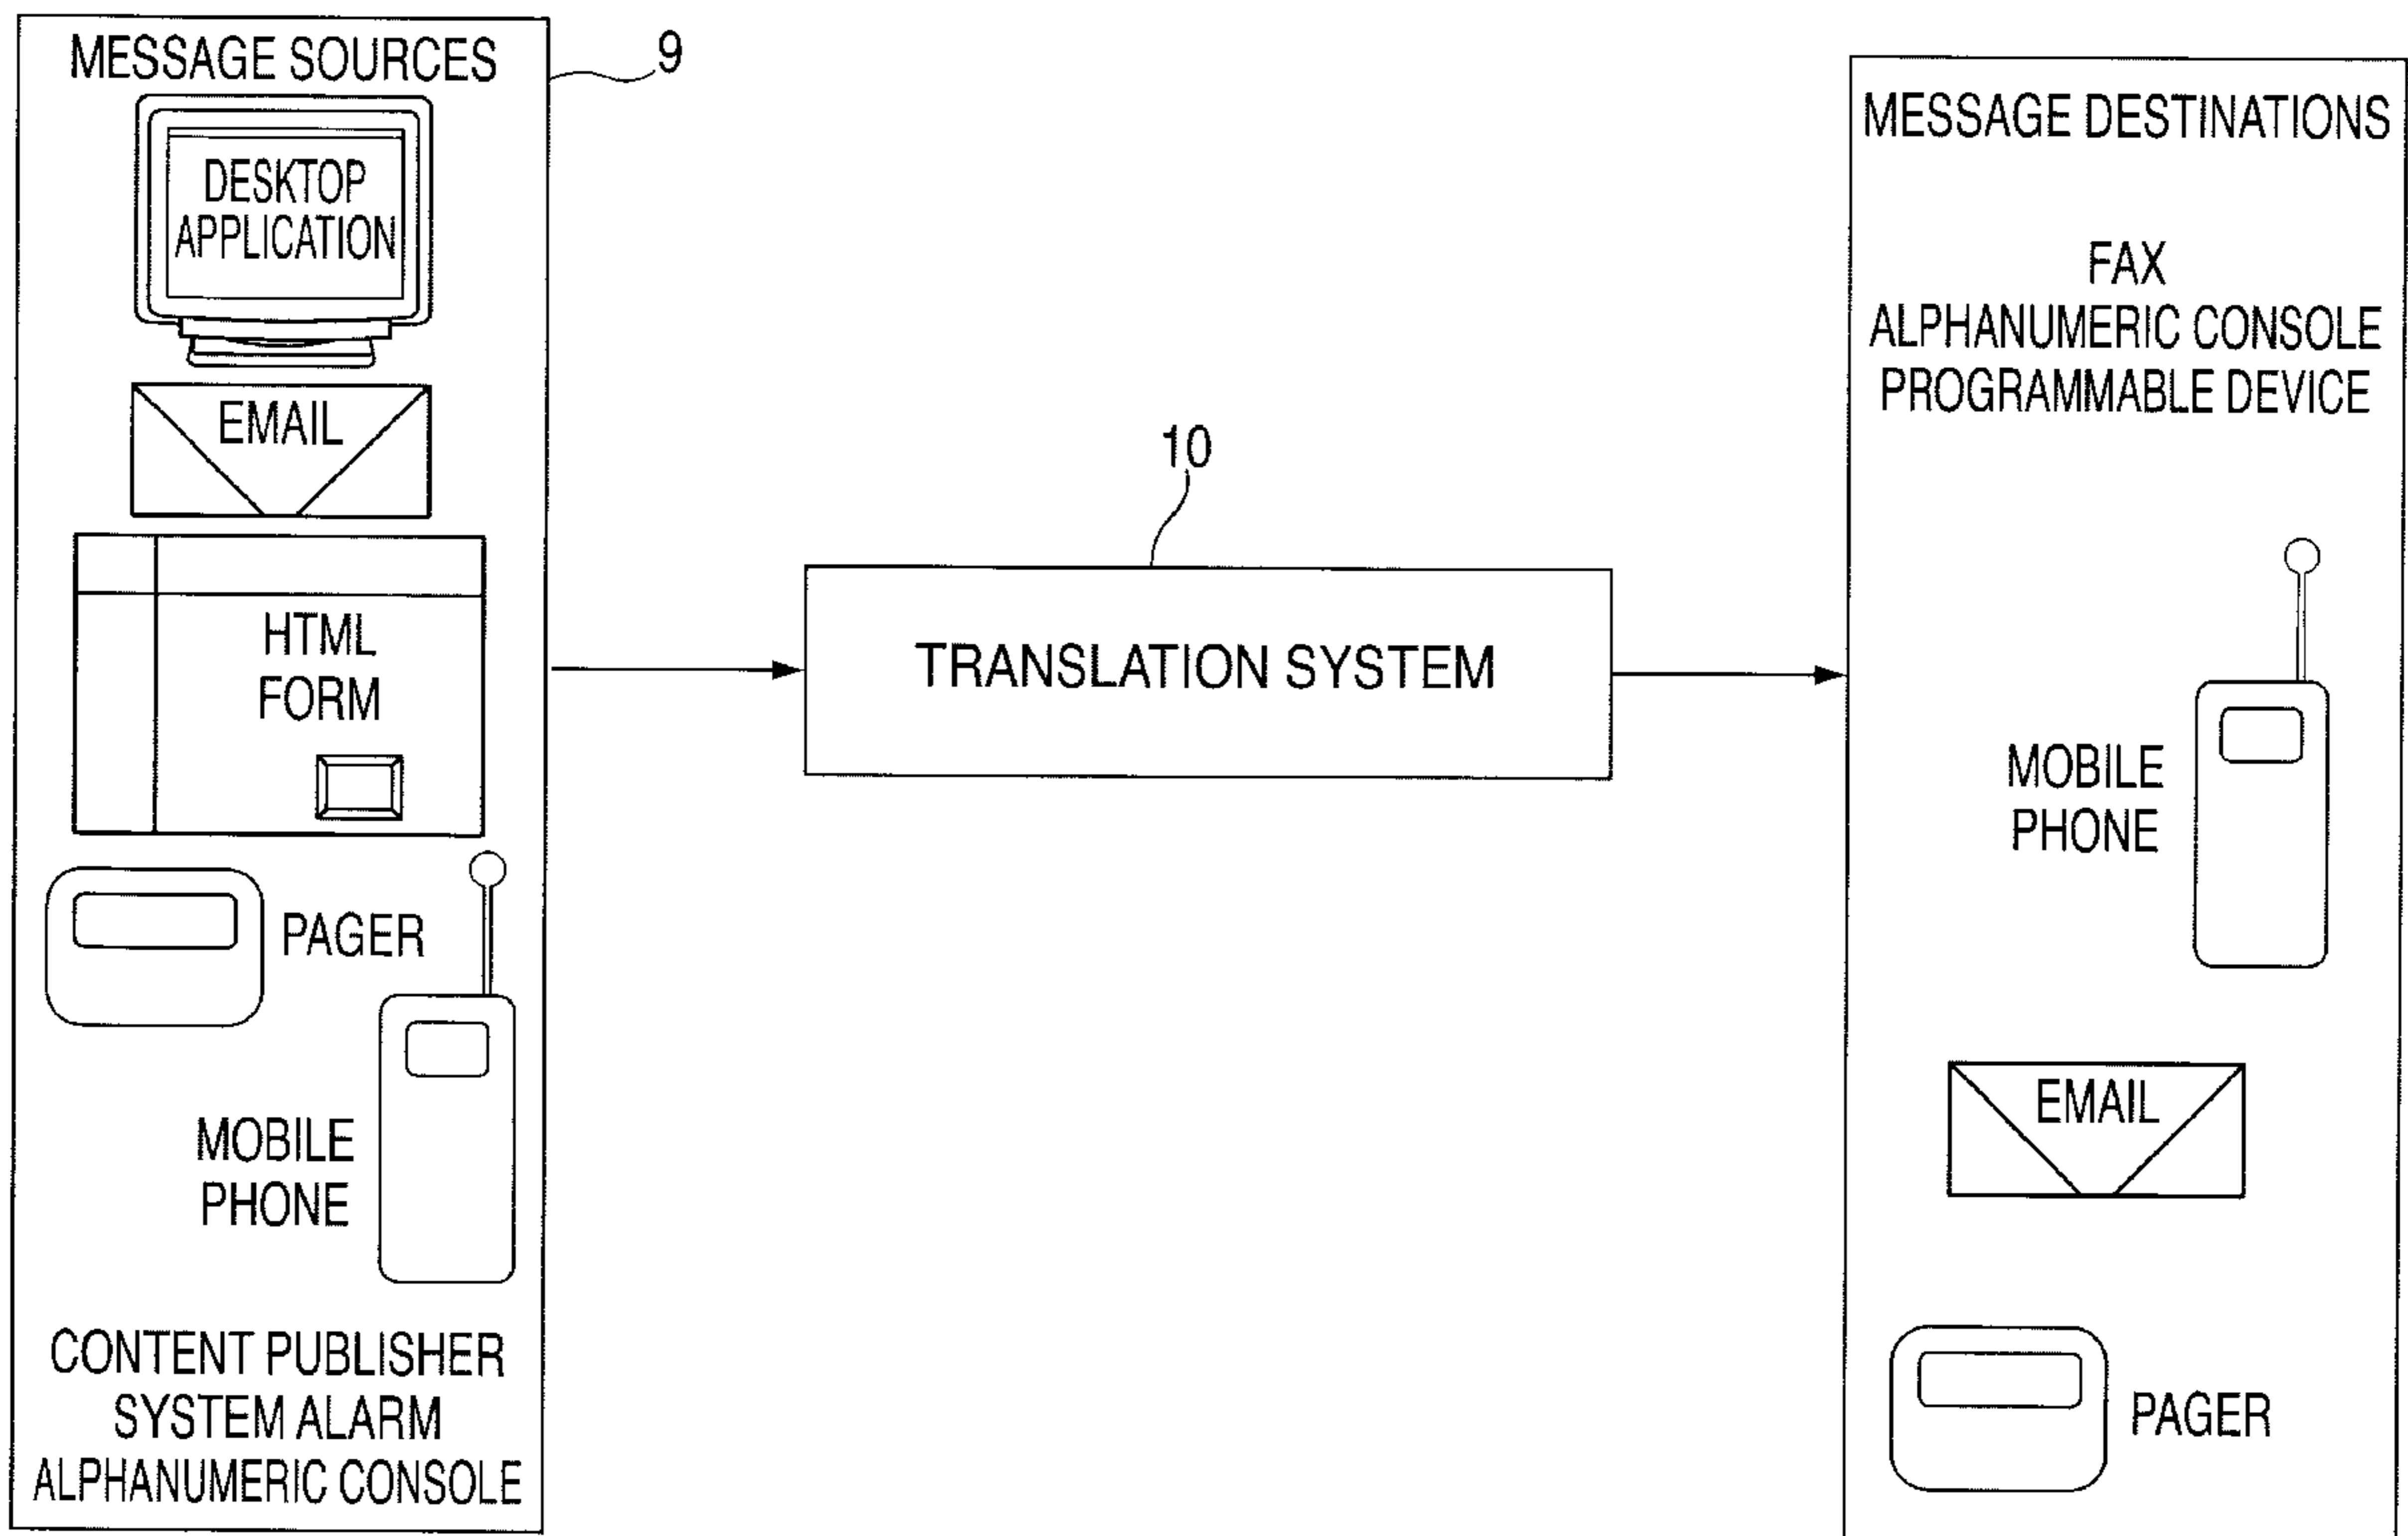 MESSAGE SOURCES
9
DESKTOP
APPLICATION
EMAIL
HTML
FORM
PAGER
MOBILE
PHONE
CONTENT PUBLISHER
SYSTEM ALARM
ALPHANUMERIC CONSOLE
10
TRANSLATION SYSTEM
MESSAGE DESTINATIONS
FAX
ALPHANUMERIC CONSOLE
PROGRAMMABLE DEVICE
MOBILE
PHONE
EMAIL
PAGER